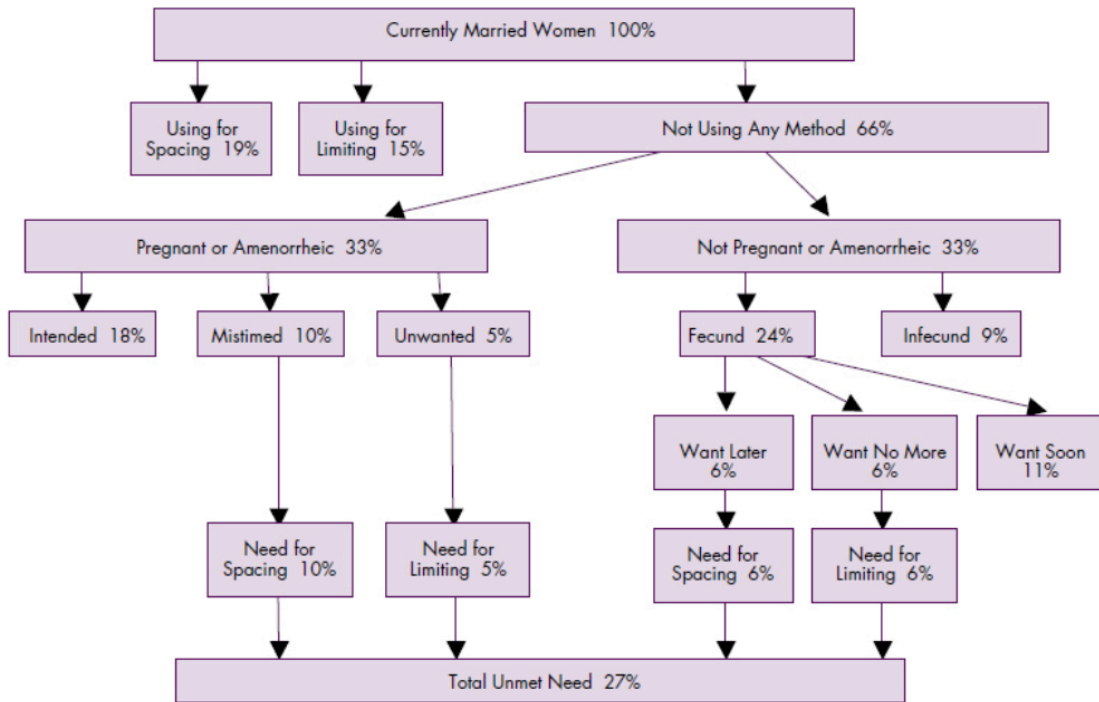 Currently Married Women 100%
Using for
Spacing 19%
Using for
Limiting 15%
Not Using Any Method 66%
Pregnant or Amenorrheic 33%
Not Pregnant or Amenorrheic 33%
Intended 18%
Mistimed 10%
Unwanted 5%
Fecund 24%
Infecund 9%
Want Later
6%
Want No More
6%
Want Soon
11%
Need for
Spacing 10%
Need for
Limiting 5%
Need for
Spacing 6%
Need for
Limiting 6%
Total Unmet Need 27%